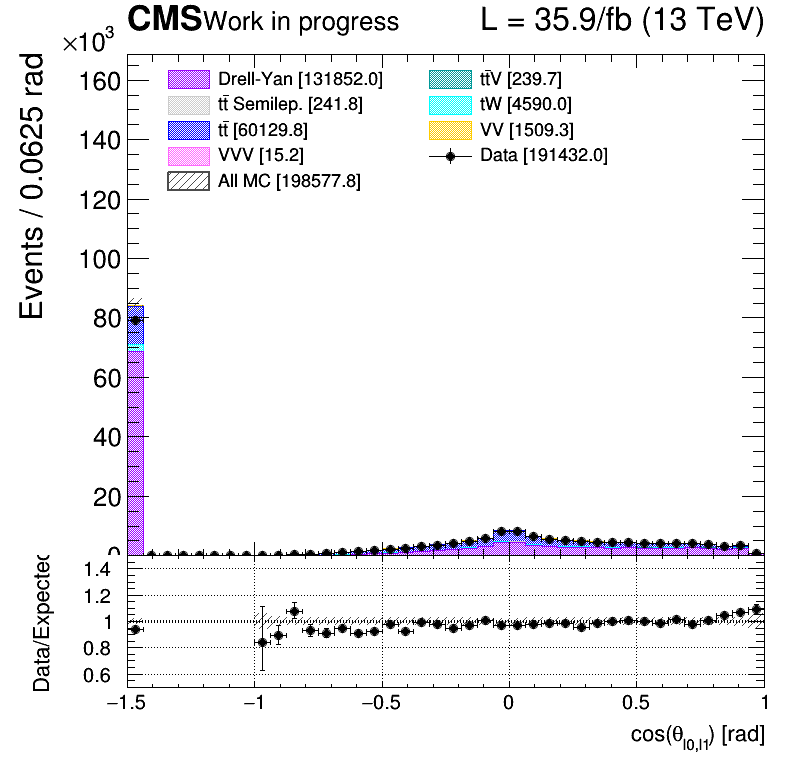 CMS Work in progress L = 35.9/fb (13 TeV)
×10³
Events / 0.0625 rad
160
140
120
100
80
60
40
20
0
Drell-Yan [131852.0]
tt̄ Semilep. [241.8]
tt̄ [60129.8]
VVV [15.2]
All MC [198577.8]
tt̄V [239.7]
tW [4590.0]
VV [1509.3]
Data [191432.0]
Data/Expected
1.4
1.2
1
0.8
0.6
−1.5 −1 −0.5 0 0.5 1
cos(θ_{l0,l1}) [rad]